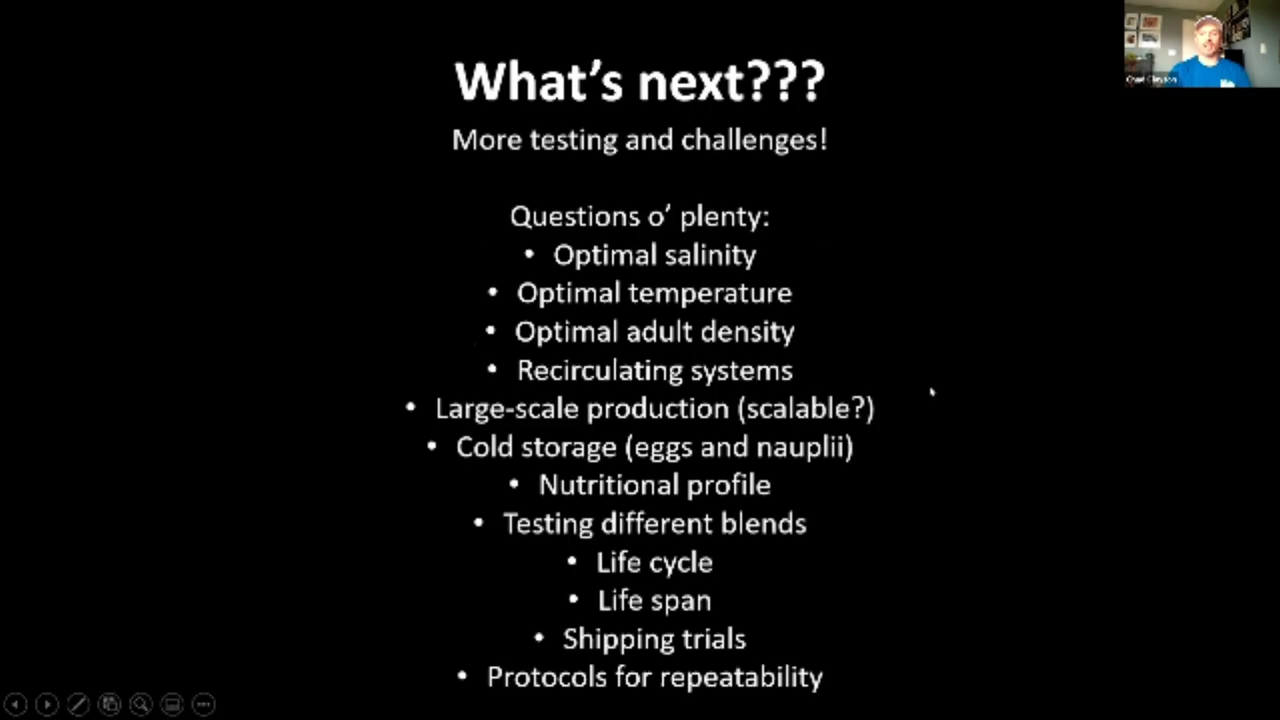 What's next???
More testing and challenges!
Questions o' plenty:
• Optimal salinity
• Optimal temperature
• Optimal adult density
• Recirculating systems
• Large-scale production (scalable?)
• Cold storage (eggs and nauplii)
• Nutritional profile
• Testing different blends
• Life cycle
• Life span
• Shipping trials
• Protocols for repeatability
Chad Clayton